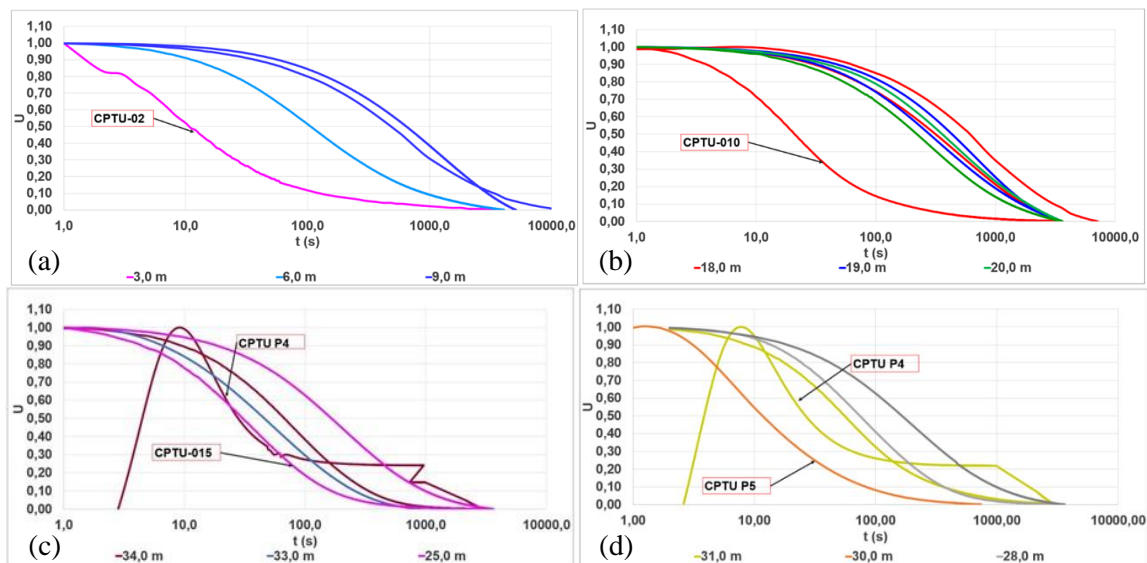 1,10
1,00
0,90
0,80
0,70
0,60
0,50
0,40
0,30
0,20
0,10
0,00
U
CPTU-02
1,0 10,0 100,0 1000,0 10000,0
t (s)
(a)
–3,0 m –6,0 m –9,0 m
1,10
1,00
0,90
0,80
0,70
0,60
0,50
0,40
0,30
0,20
0,10
0,00
U
CPTU-010
1,0 10,0 100,0 1000,0 10000,0
t (s)
(b)
–18,0 m –19,0 m –20,0 m
1,10
1,00
0,90
0,80
0,70
0,60
0,50
0,40
0,30
0,20
0,10
0,00
U
CPTU P4
CPTU-015
1,0 10,0 100,0 1000,0 10000,0
t (s)
(c)
–34,0 m –33,0 m –25,0 m
1,10
1,00
0,90
0,80
0,70
0,60
0,50
0,40
0,30
0,20
0,10
0,00
U
CPTU P4
CPTU P5
1,00 10,00 100,00 1000,00 10000,0
t (s)
(d)
–31,0 m –30,0 m –28,0 m